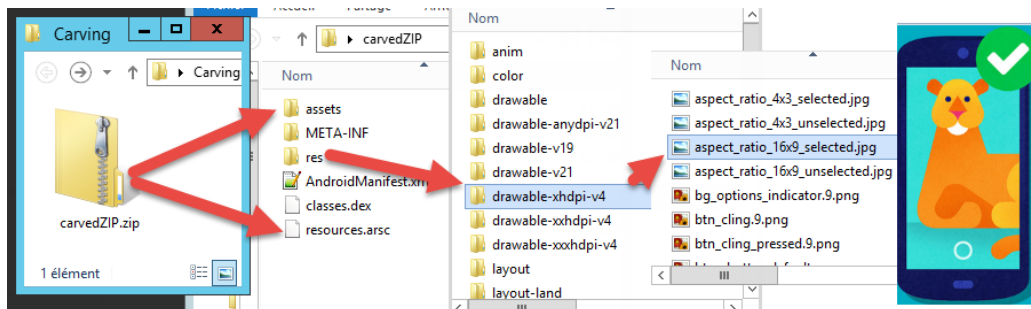 Carving
Carving
carvedZIP.zip
1 élément
Accueil
Partage
carvedZIP
Nom
assets
META-INF
res
AndroidManifest.xm
classes.dex
resources.arsc
Nom
anim
color
drawable
drawable-anydpi-v21
drawable-v19
drawable-v21
drawable-xhdpi-v4
drawable-xxhdpi-v4
drawable-xxxhdpi-v4
layout
layout-land
Nom
aspect_ratio_4x3_selected.jpg
aspect_ratio_4x3_unselected.jpg
aspect_ratio_16x9_selected.jpg
aspect_ratio_16x9_unselected.jpg
bg_options_indicator.9.png
btn_cling.9.png
btn_cling_pressed.9.png